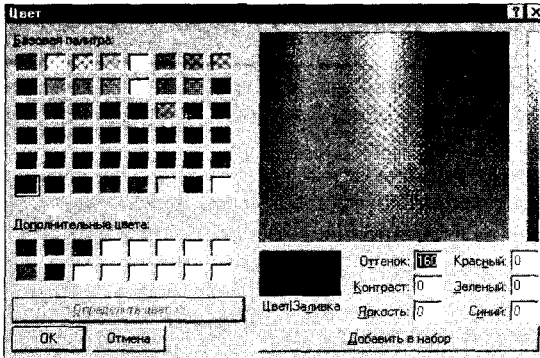 Цвет
Базовая палитра:
Дополнительные цвета:
Определить цвет
OK Отмена
Цвет|Заливка
Оттенок: 160 Красный: 0
Контраст: 0 Зеленый: 0
Яркость: 0 Синий: 0
Добавить в набор